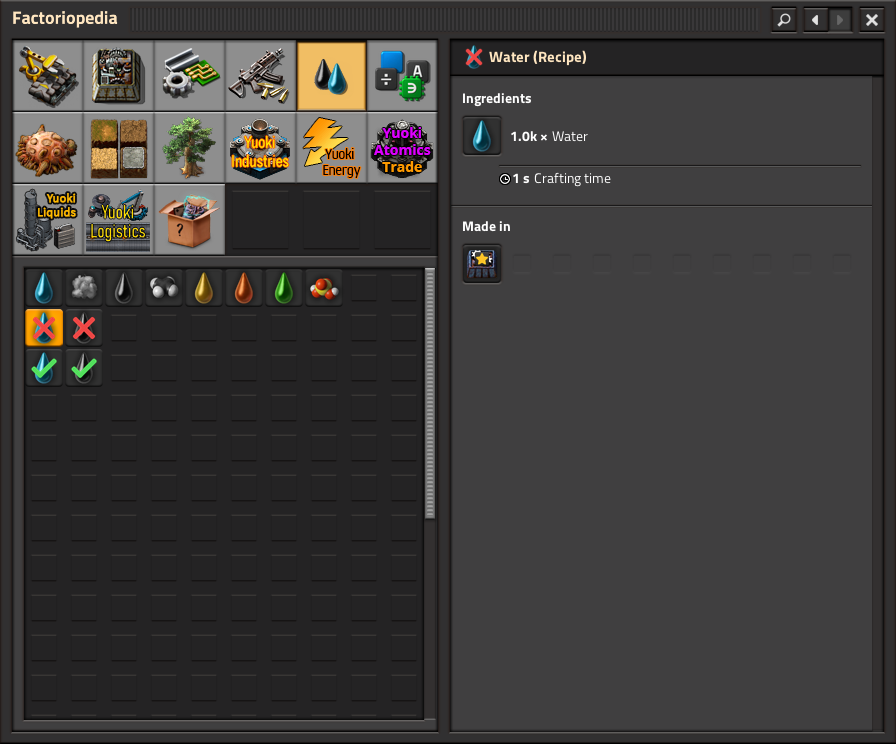 Factoriopedia
A
Yuoki
Industries
Yuoki
Energy
Yuoki
Atomics
Trade
Yuoki
Liquids
Yuoki
Logistics
?
Water (Recipe)
Ingredients
1.0k × Water
1 s Crafting time
Made in